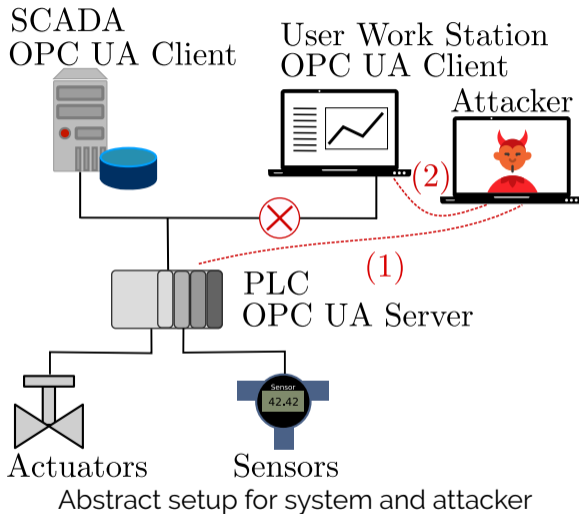 SCADA
OPC UA Client
User Work Station
OPC UA Client
Attacker
(2)
(1)
PLC
OPC UA Server
Sensor
42.42
Actuators
Sensors
Abstract setup for system and attacker